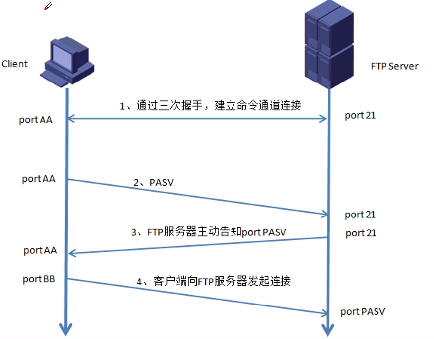 Client
FTP Server
1、通过三次握手，建立命令通道连接
port AA
port 21
port AA
2、PASV
port 21
3、FTP服务器主动告知port PASV
port 21
port AA
port BB
4、客户端向FTP服务器发起连接
port PASV